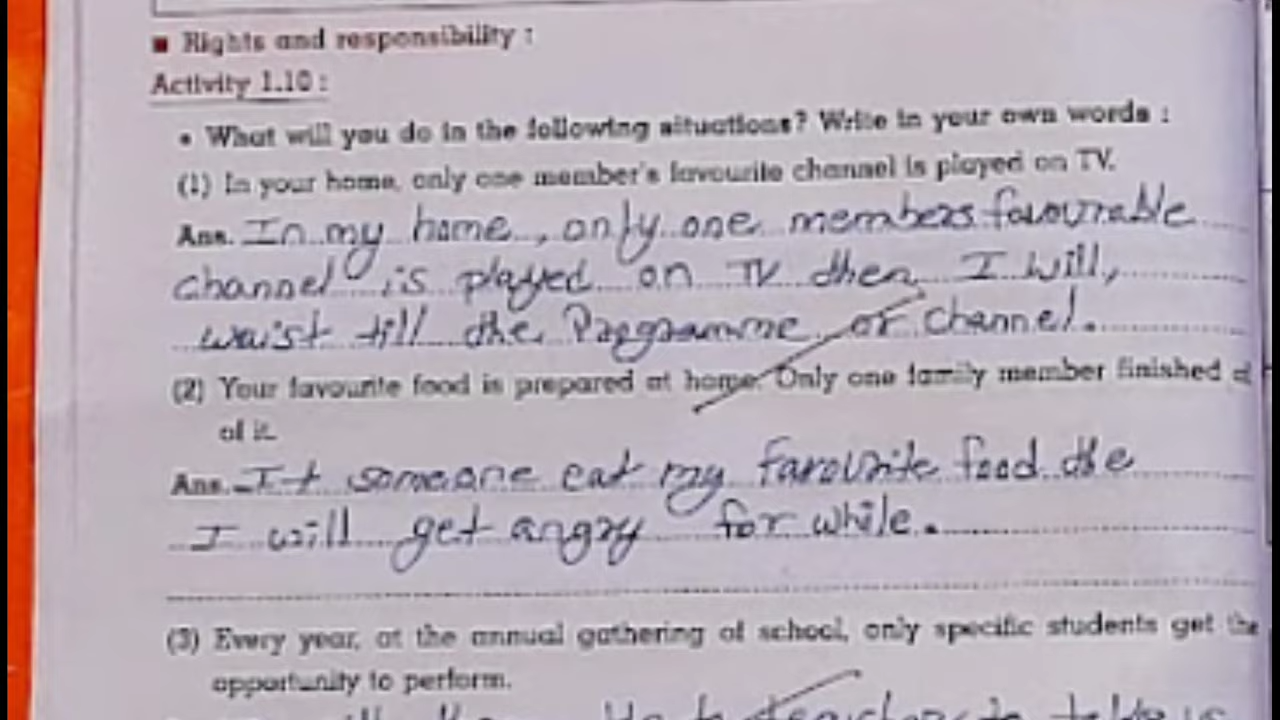 ▪ Rights and responsibility :
Activity 1.10 :
• What will you do in the following situations? Write in your own words :
(1) In your home, only one member's favourite channel is played on TV.
Ans. In my home, only one members favourable
channel is played on TV then I will,
waist till the Programme or channel.
(2) Your favourite food is prepared at home. Only one family member finished
of it.
Ans. It someone eat my favourite food the
I will get angry for while.
(3) Every year, at the annual gathering of school, only specific students get the
opportunity to perform.